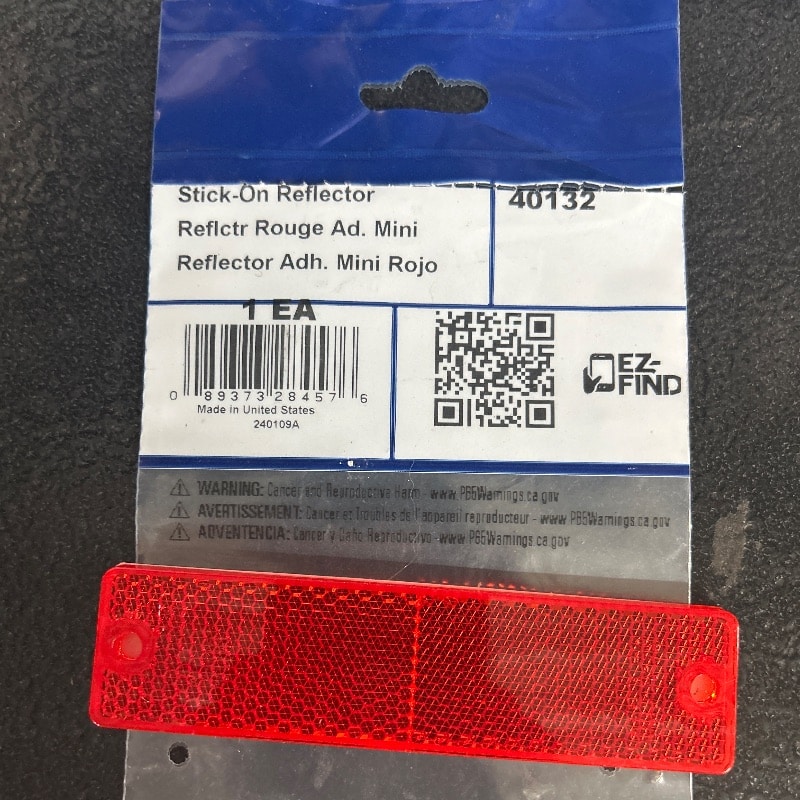 Stick-On Reflector
Reflctr Rouge Ad. Mini
Reflector Adh. Mini Rojo
40132
1 EA
0 89373 28457 6
Made in United States
240109A
EZ-
FIND
WARNING: Cancer and Reproductive Harm - www.P65Warnings.ca.gov
AVERTISSEMENT: Cancer et Troubles de l'appareil reproducteur - www.P65Warnings.ca.gov
ADVENTENCIA: Cancer y Daño Reproductivo - www.P65Warnings.ca.gov